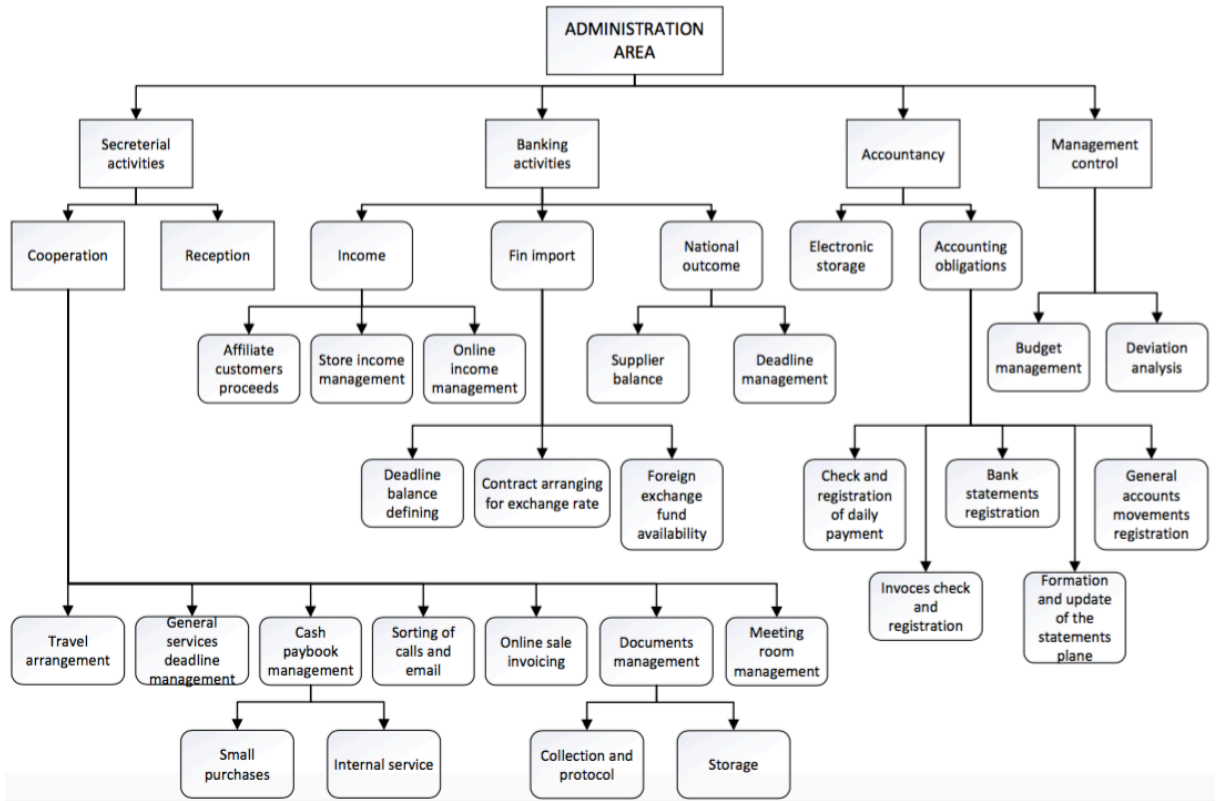 ADMINISTRATION
AREA
Secreterial
activities
Banking
activities
Accountancy
Management
control
Cooperation
Reception
Income
Fin import
National
outcome
Electronic
storage
Accounting
obligations
Affiliate
customers
proceeds
Store income
management
Online
income
management
Supplier
balance
Deadline
management
Budget
management
Deviation
analysis
Deadline
balance
defining
Contract arranging
for exchange rate
Foreign
exchange
fund
availability
Check and
registration
of daily
payment
Bank
statements
registration
General
accounts
movements
registration
Invoces check
and
registration
Formation
and update
of the
statements
plane
Travel
arrangement
General
services
deadline
management
Cash
paybook
management
Sorting of
calls and
email
Online sale
invoicing
Documents
management
Meeting
room
management
Small
purchases
Internal service
Collection and
protocol
Storage